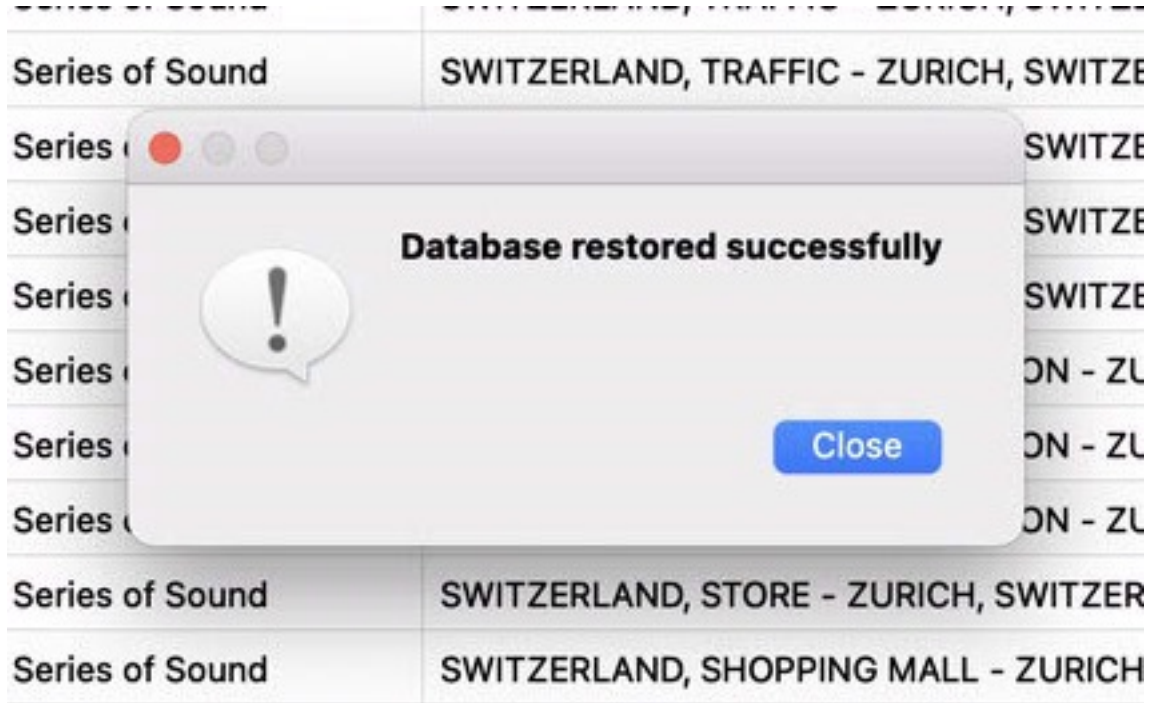 Series of Sound SWITZERLAND, TRAFFIC - ZURICH, SWITZE
Series SWITZE
Series SWITZE
Series SWITZE
Series ON - ZU
Series ON - ZU
Series ON - ZU
Database restored successfully
Close
Series of Sound SWITZERLAND, STORE - ZURICH, SWITZER
Series of Sound SWITZERLAND, SHOPPING MALL - ZURICH